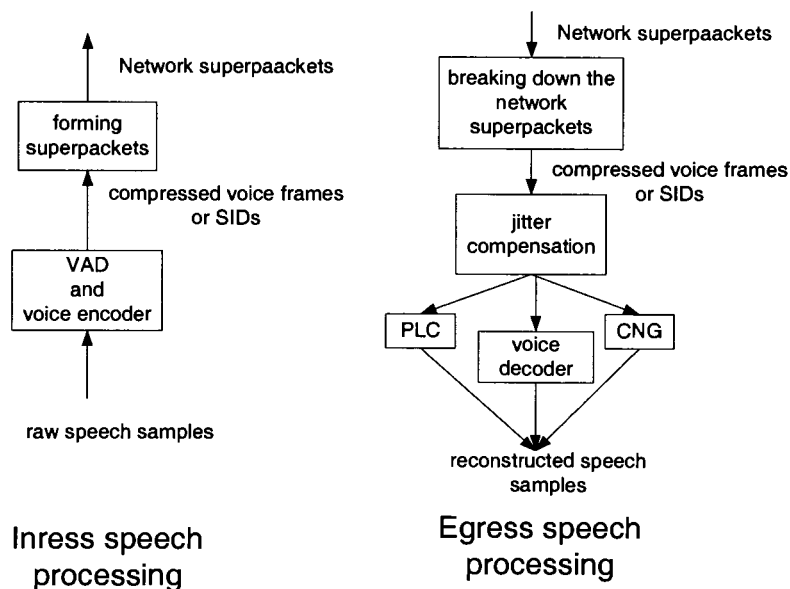 Network superpaackets
forming
superpackets
compressed voice frames
or SIDs
VAD
and
voice encoder
raw speech samples
Inress speech
processing
Network superpaackets
breaking down the
network
superpackets
compressed voice frames
or SIDs
jitter
compensation
PLC
voice
decoder
CNG
reconstructed speech
samples
Egress speech
processing